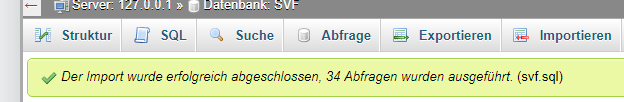 Server: 127.0.0.1 » Datenbank: SVF
Struktur SQL Suche Abfrage Exportieren Importieren
Der Import wurde erfolgreich abgeschlossen, 34 Abfragen wurden ausgeführt. (svf.sql)